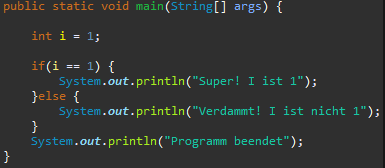 public static void main(String[] args) {
int i = 1;
if(i == 1) {
System.out.println("Super! I ist 1");
}else {
System.out.println("Verdammt! I ist nicht 1");
}
System.out.println("Programm beendet");
}